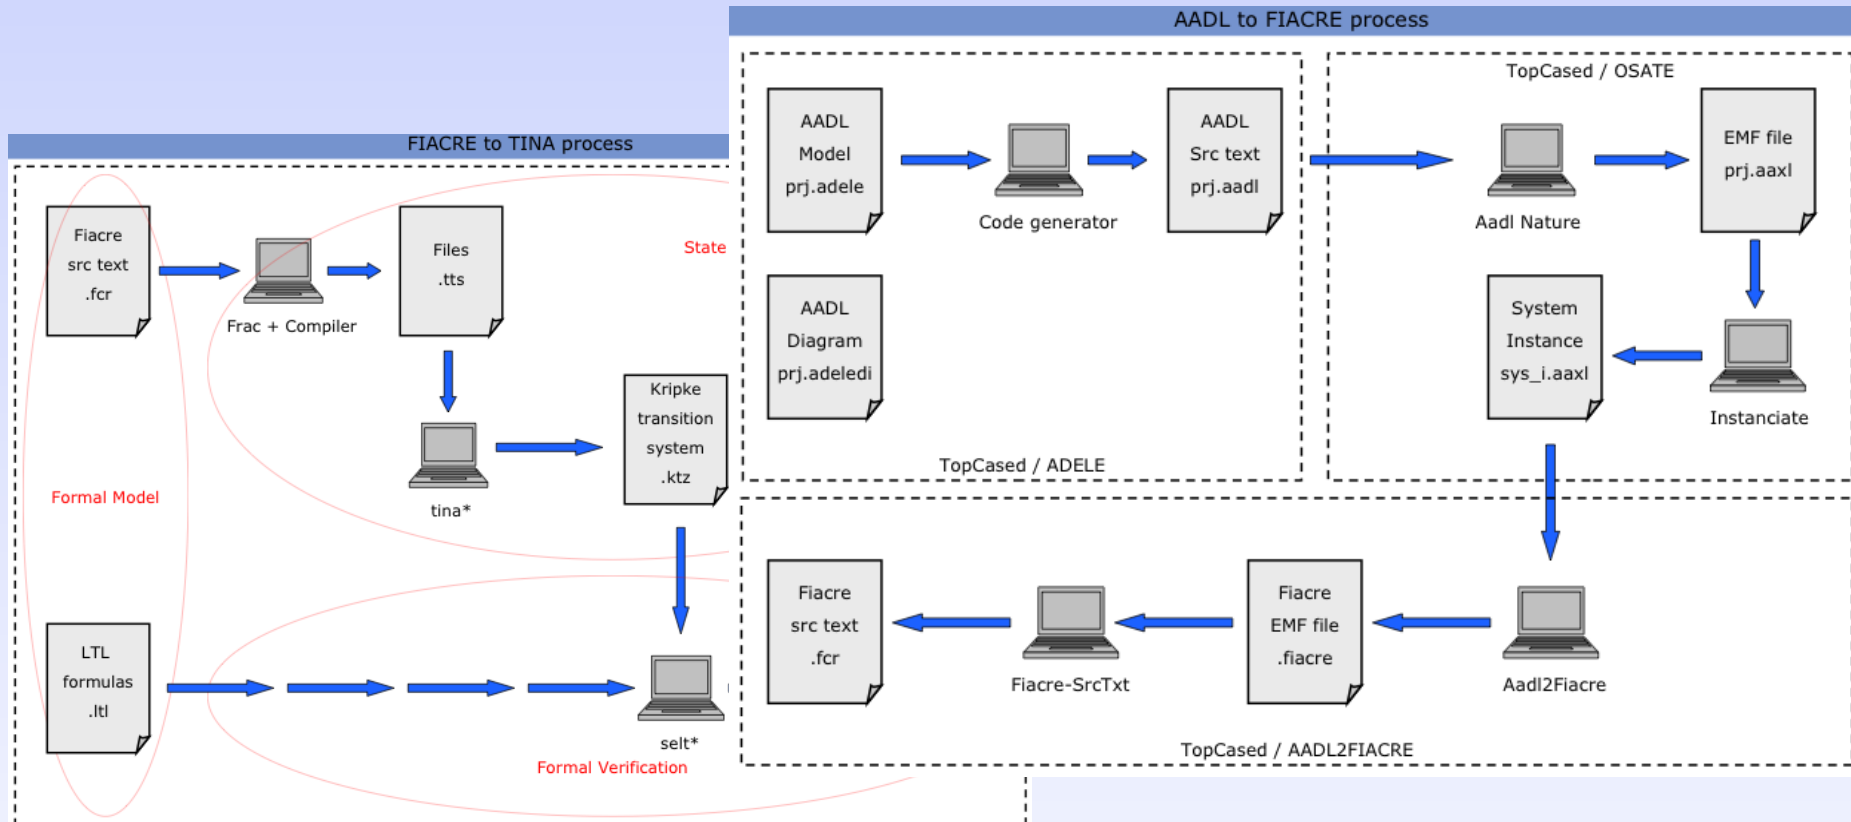 AADL to FIACRE process
TopCased / OSATE
AADL
Model
prj.adele
Code generator
AADL
Src text
prj.aadl
Aadl Nature
EMF file
prj.aaxl
AADL
Diagram
prj.adeledi
System
Instance
sys_i.aaxl
Instanciate
TopCased / ADELE
Fiacre
src text
.fcr
Fiacre-SrcTxt
Fiacre
EMF file
.fiacre
Aadl2Fiacre
TopCased / AADL2FIACRE
FIACRE to TINA process
Fiacre
src text
.fcr
Frac + Compiler
Files
.tts
State
tina*
Kripke
transition
system
.ktz
Formal Model
LTL
formulas
.ltl
selt*
Formal Verification